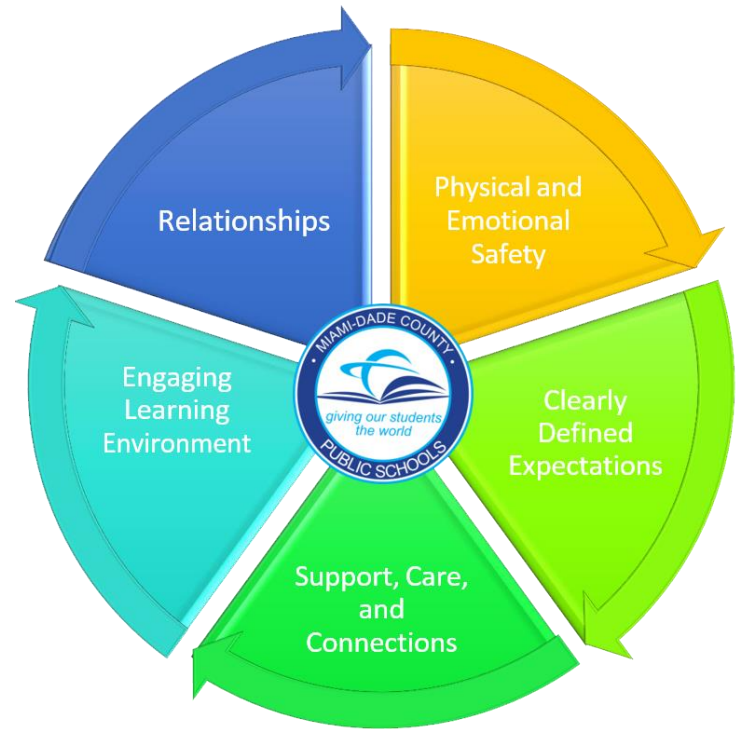 Relationships
Physical and
Emotional
Safety
Clearly
Defined
Expectations
Support, Care,
and
Connections
Engaging
Learning
Environment
· MIAMI-DADE COUNTY ·
giving our students
the world
PUBLIC SCHOOLS